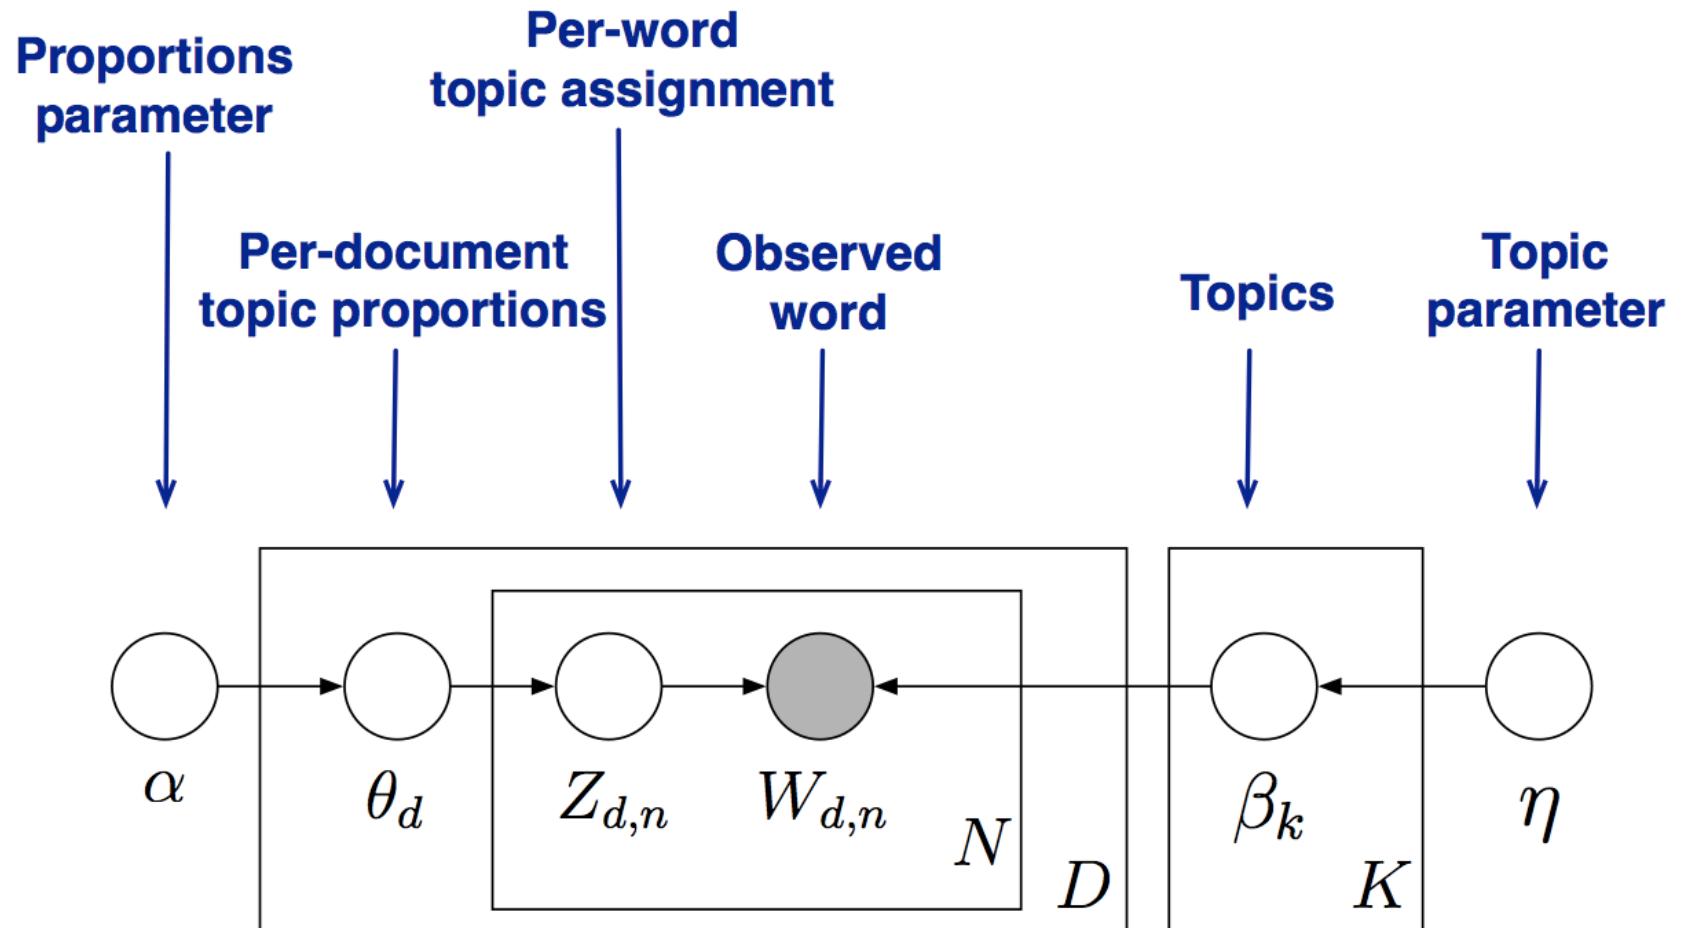 Proportions
parameter
Per-word
topic assignment
Per-document
topic proportions
Observed
word
Topics
Topic
parameter
α
θd
Zd,n
Wd,n
N
D
βk
K
η